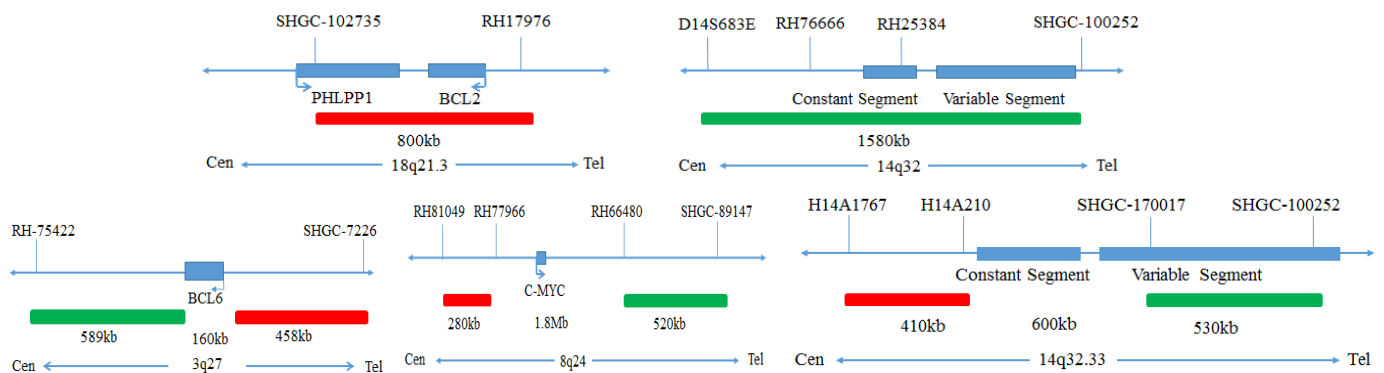 SHGC-102735
RH17976
PHLPP1
BCL2
800kb
Cen
18q21.3
Tel
D14S683E
RH76666
RH25384
SHGC-100252
Constant Segment
Variable Segment
1580kb
Cen
14q32
Tel
RH-75422
SHGC-7226
BCL6
589kb
160kb
458kb
Cen
3q27
Tel
RH81049
RH77966
RH66480
SHGC-89147
C-MYC
280kb
1.8Mb
520kb
Cen
8q24
Tel
H14A1767
H14A210
SHGC-170017
SHGC-100252
Constant Segment
Variable Segment
410kb
600kb
530kb
Cen
14q32.33
Tel